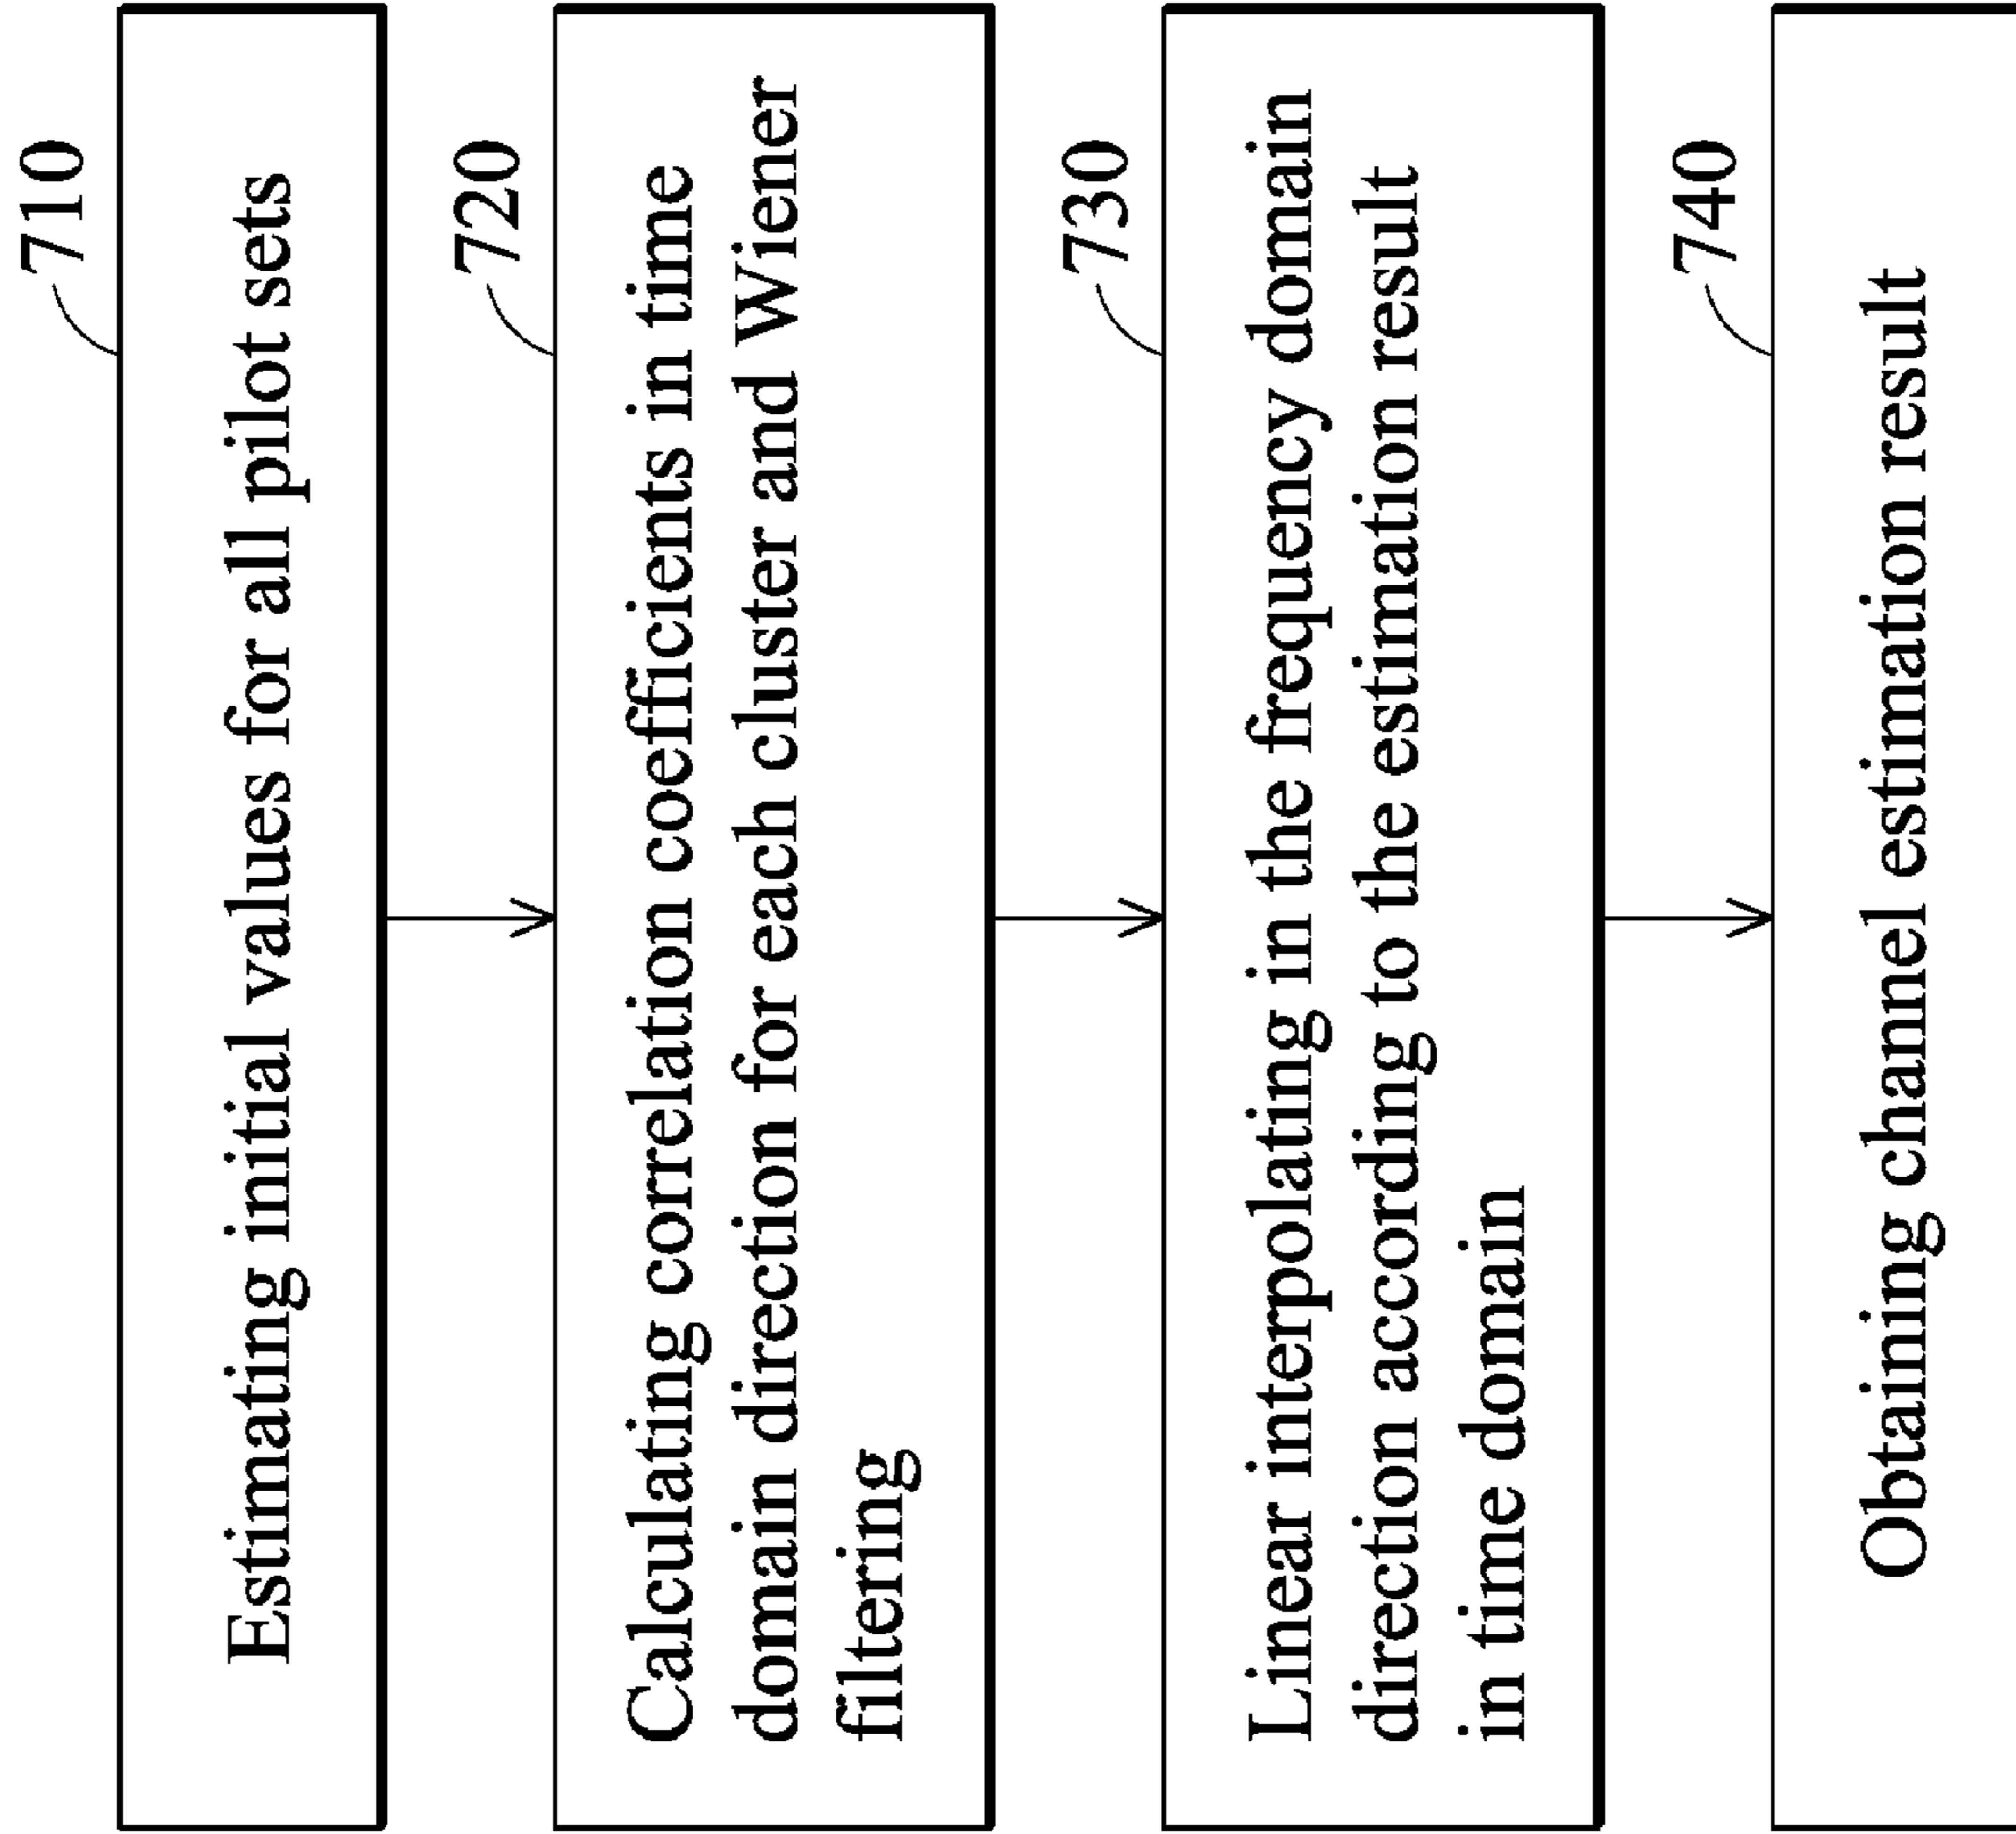 710
Estimating initial values for all pilot sets
720
Calculating correlation coefficients in time
domain direction for each cluster and Wiener
filtering
730
Linear interpolating in the frequency domain
direction according to the estimation result
in time domain
740
Obtaining channel estimation result